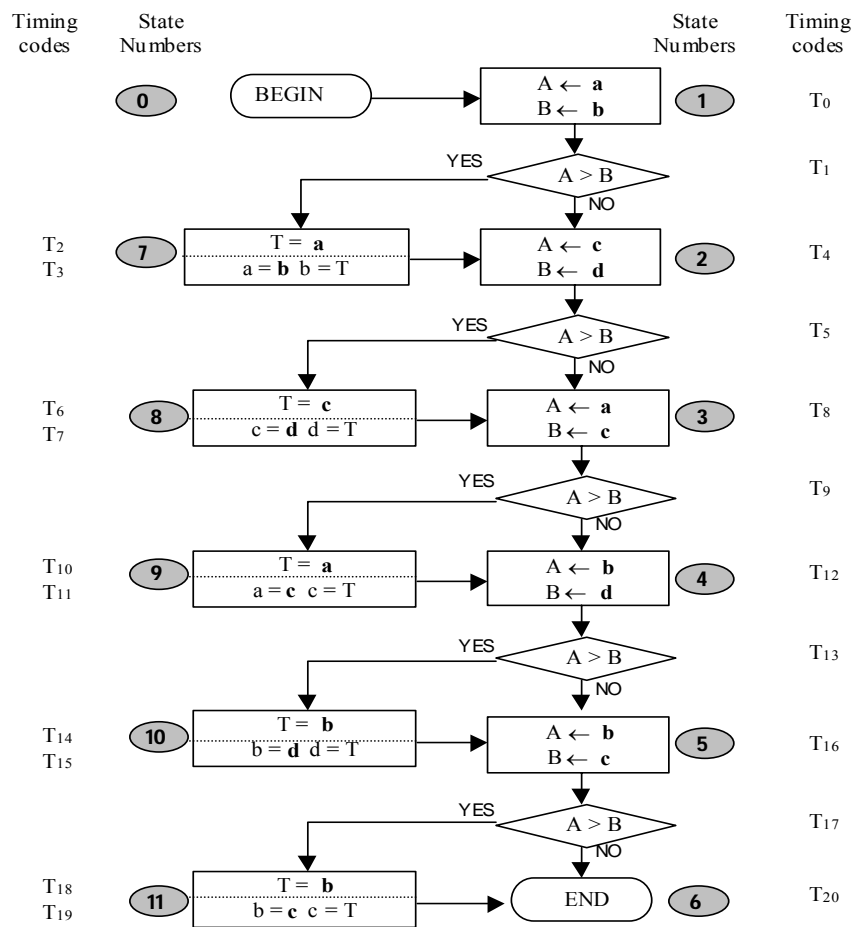 Timing codes State Numbers State Numbers Timing codes
0 BEGIN A ← a 1 T0
B ← b
YES A > B T1
NO
T2 7 T = a A ← c 2 T4
T3 a = b b = T B ← d
YES A > B T5
NO
T6 8 T = c A ← a 3 T8
T7 c = d d = T B ← c
YES A > B T9
NO
T10 9 T = a A ← b 4 T12
T11 a = c c = T B ← d
YES A > B T13
NO
T14 10 T = b A ← b 5 T16
T15 b = d d = T B ← c
YES A > B T17
NO
T18 11 T = b END 6 T20
T19 b = c c = T